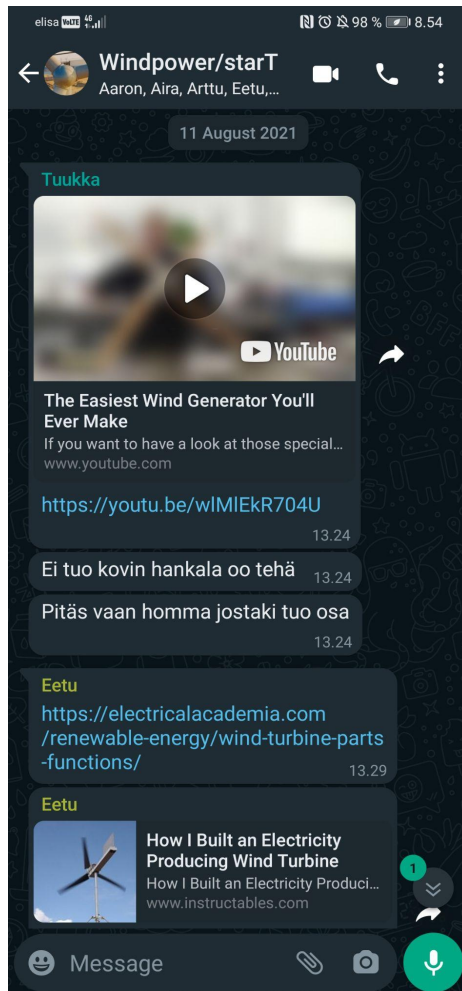 elisa VoLTE 4G 98 % 8.54
Windpower/starT
Aaron, Aira, Arttu, Eetu,...
11 August 2021
Tuukka
YouTube
The Easiest Wind Generator You'll
Ever Make
If you want to have a look at those special...
www.youtube.com
https://youtu.be/wlMlEkR704U
13.24
Ei tuo kovin hankala oo tehä 13.24
Pitäs vaan homma jostaki tuo osa
13.24
Eetu
https://electricalacademia.com
/renewable-energy/wind-turbine-parts
-functions/
13.29
Eetu
How I Built an Electricity
Producing Wind Turbine
How I Built an Electricity Produci...
www.instructables.com
1
Message